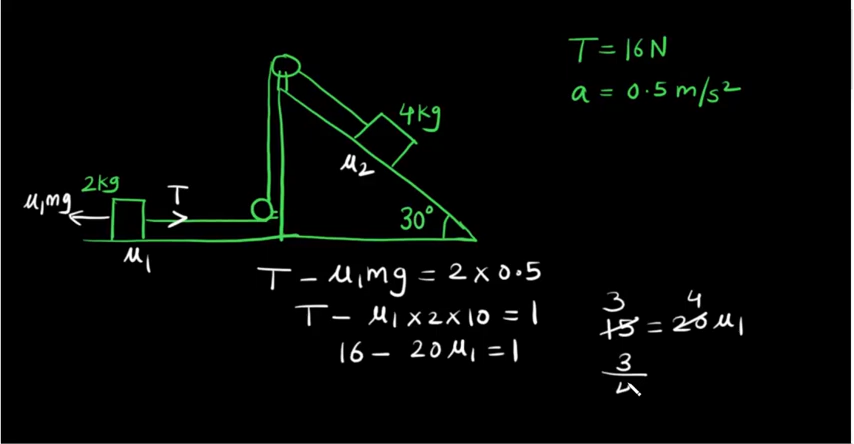 T = 16N
a = 0.5 m/s²
4kg
μ2
2kg
T
μ1mg
30°
μ1
T - μ1mg = 2 × 0.5
T - μ1 × 2 × 10 = 1
16 - 20μ1 = 1
3 4
15 = 20μ1
3
4